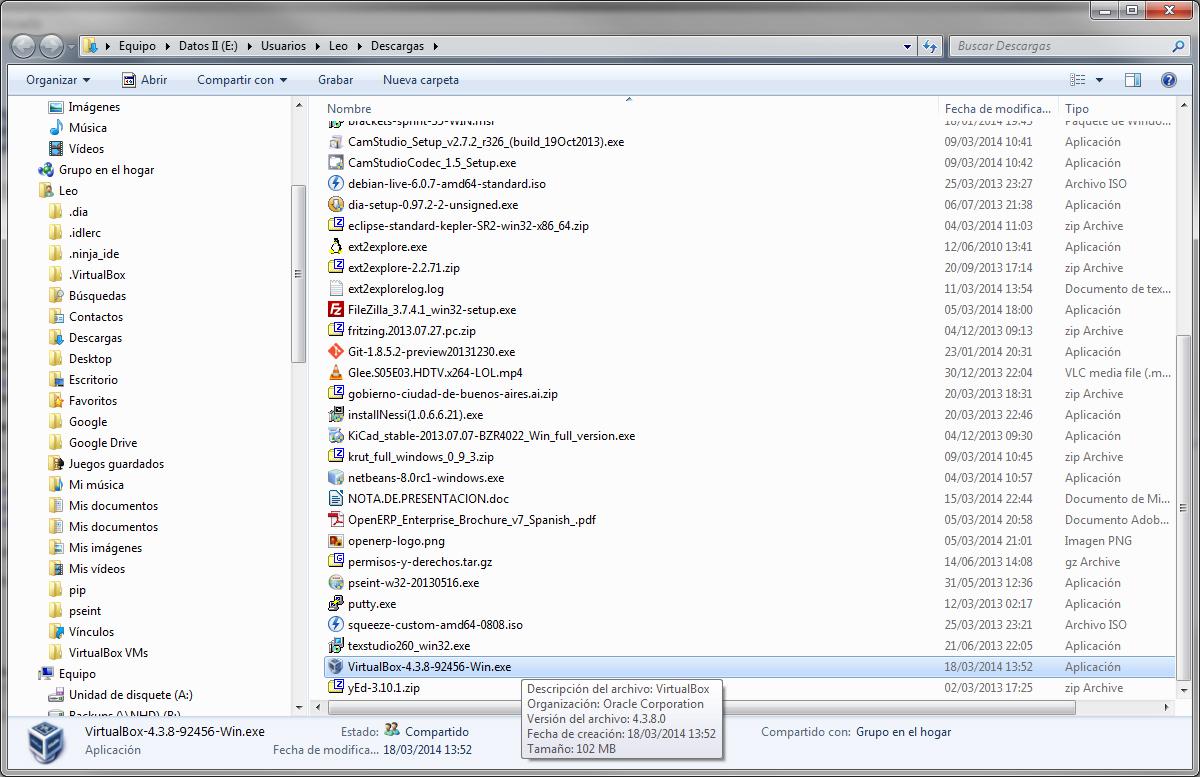 Equipo Datos II (E:) Usuarios Leo Descargas
Buscar Descargas
Organizar Abrir Compartir con Grabar Nueva carpeta
Imágenes
Música
Vídeos
Grupo en el hogar
Leo
.dia
.idlerc
.ninja_ide
.VirtualBox
Búsquedas
Contactos
Descargas
Desktop
Escritorio
Favoritos
Google
Google Drive
Juegos guardados
Mi música
Mis documentos
Mis documentos
Mis imágenes
Mis vídeos
pip
pseint
Vínculos
VirtualBox VMs
Equipo
Unidad de disquete (A:)
Backups (\\NHD) (B:)
Nombre Fecha de modifica... Tipo
brackets-sprint-35-WIN.msi 18/01/2014 19:45 Paquete de Windo...
CamStudio_Setup_v2.7.2_r326_(build_19Oct2013).exe 09/03/2014 10:41 Aplicación
CamStudioCodec_1.5_Setup.exe 09/03/2014 10:42 Aplicación
debian-live-6.0.7-amd64-standard.iso 25/03/2013 23:27 Archivo ISO
dia-setup-0.97.2-2-unsigned.exe 06/07/2013 21:38 Aplicación
eclipse-standard-kepler-SR2-win32-x86_64.zip 04/03/2014 11:03 zip Archive
ext2explore.exe 12/06/2010 13:41 Aplicación
ext2explore-2.2.71.zip 20/09/2013 17:14 zip Archive
ext2explorelog.log 11/03/2014 13:54 Documento de tex...
FileZilla_3.7.4.1_win32-setup.exe 05/03/2014 18:00 Aplicación
fritzing.2013.07.27.pc.zip 04/12/2013 09:13 zip Archive
Git-1.8.5.2-preview20131230.exe 23/01/2014 20:31 Aplicación
Glee.S05E03.HDTV.x264-LOL.mp4 30/12/2013 22:04 VLC media file (.m...
gobierno-ciudad-de-buenos-aires.ai.zip 20/03/2013 18:31 zip Archive
installNessi(1.0.6.6.21).exe 20/03/2013 22:46 Aplicación
KiCad_stable-2013.07.07-BZR4022_Win_full_version.exe 04/12/2013 09:30 Aplicación
krut_full_windows_0_9_3.zip 09/03/2014 10:45 zip Archive
netbeans-8.0rc1-windows.exe 04/03/2014 10:57 Aplicación
NOTA.DE.PRESENTACION.doc 15/03/2014 22:44 Documento de Mi...
OpenERP_Enterprise_Brochure_v7_Spanish_.pdf 05/03/2014 20:58 Documento Adob...
openerp-logo.png 05/03/2014 21:01 Imagen PNG
permisos-y-derechos.tar.gz 14/06/2013 14:08 gz Archive
pseint-w32-20130516.exe 31/05/2013 12:36 Aplicación
putty.exe 12/03/2013 02:17 Aplicación
squeeze-custom-amd64-0808.iso 25/03/2013 23:21 Archivo ISO
texstudio260_win32.exe 21/06/2013 22:05 Aplicación
VirtualBox-4.3.8-92456-Win.exe 18/03/2014 13:52 Aplicación
yEd-3.10.1.zip 02/03/2013 17:25 zip Archive
Descripción del archivo: VirtualBox
Organización: Oracle Corporation
Versión del archivo: 4.3.8.0
Fecha de creación: 18/03/2014 13:52
Tamaño: 102 MB
VirtualBox-4.3.8-92456-Win.exe Estado: Compartido Compartido con: Grupo en el hogar
Aplicación Fecha de modifica... 18/03/2014 13:52